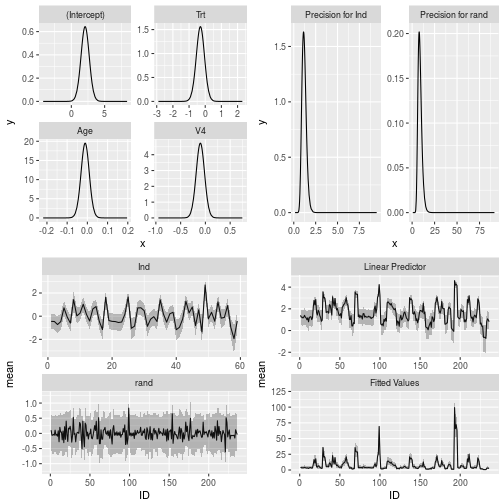 (Intercept) Trt Precision for Ind Precision for rand
0.6 0.4 0.2 0.0
1.5 1.0 0.5 0.0
1.5 1.0 0.5 0.0
0.20 0.15 0.10 0.05 0.00
y
y
0 5
-3 -2 -1 0 1 2
Age V4
20 15 10 5 0
4 3 2 1 0
-0.2 -0.1 0.0 0.1 0.2
-1.0 -0.5 0.0 0.5
0.0 2.5 5.0 7.5
0 25 50 75
x
x
Ind Linear Predictor
2 0 -2
4 2 0 -2
0 20 40 60
0 50 100 150 200
mean
mean
rand Fitted Values
1.0 0.5 0.0 -0.5 -1.0
125 100 75 50 25 0
0 50 100 150 200
0 50 100 150 200
ID
ID